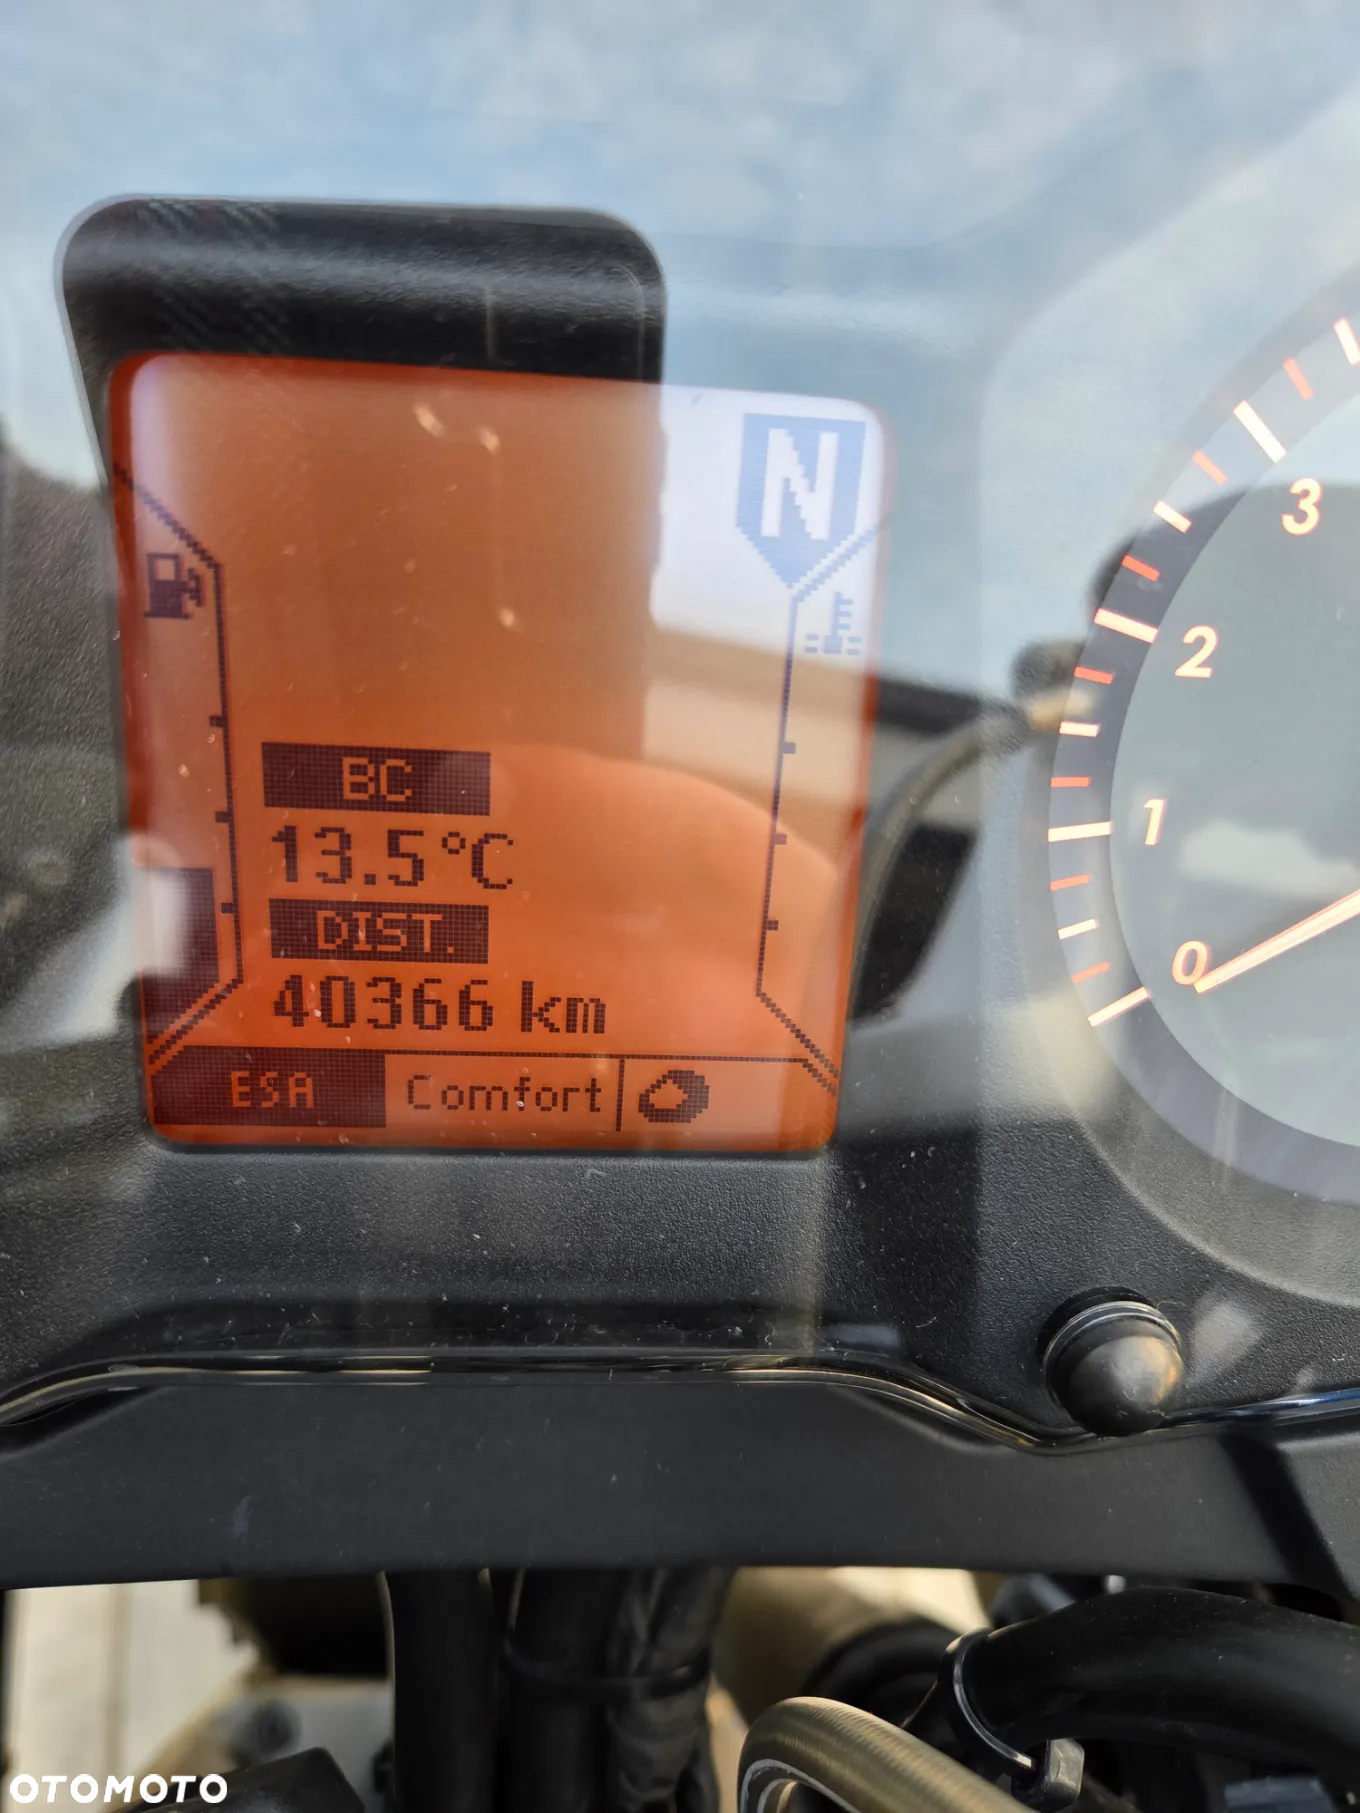 N
BC
13.5°C
DIST.
40366 km
ESA Comfort
3
2
1
0
OTOMOTO